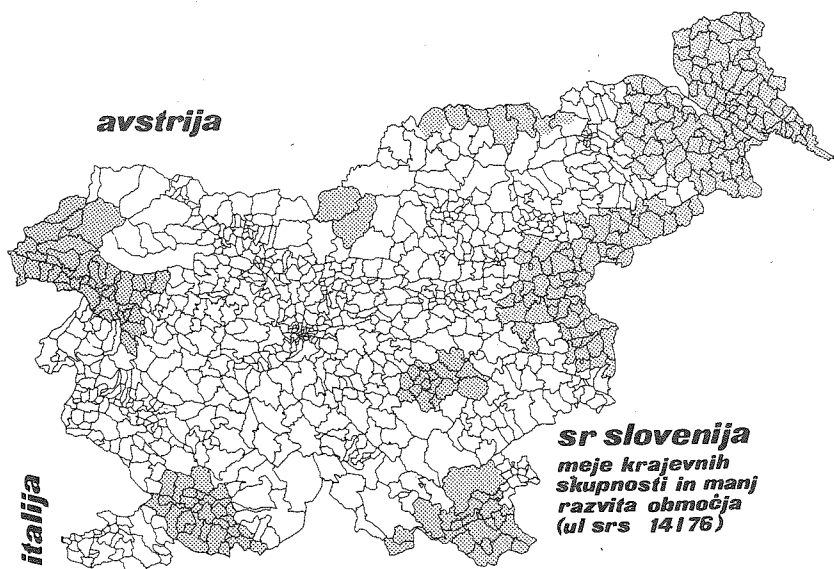 avstrija
italija
sr slovenija
meje krajevnih
skupnosti in manj
razvita območja
(ul srs 14/76)